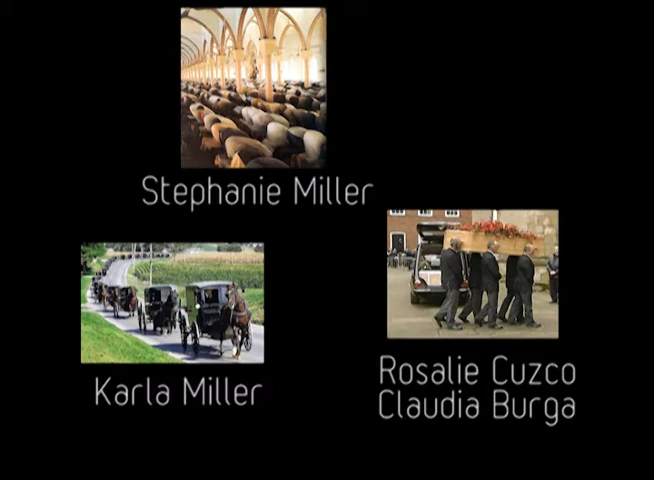 Stephanie Miller
Karla Miller
Rosalie Cuzco
Claudia Burga